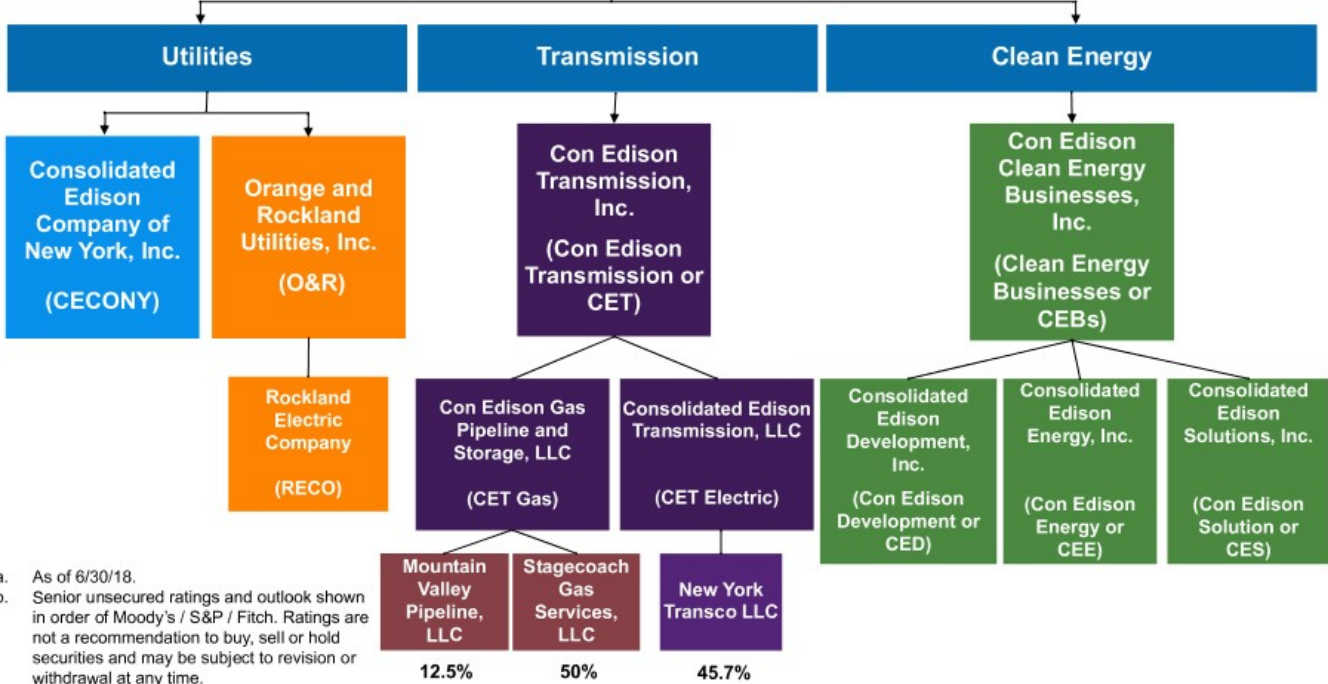 Utilities
Transmission
Clean Energy
Consolidated
Edison
Company of
New York, Inc.
(CECONY)
Orange and
Rockland
Utilities, Inc.
(O&R)
Con Edison
Transmission,
Inc.
(Con Edison
Transmission or
CET)
Con Edison
Clean Energy
Businesses,
Inc.
(Clean Energy
Businesses or
CEBs)
Rockland
Electric
Company
(RECO)
Con Edison Gas
Pipeline and
Storage, LLC
(CET Gas)
Consolidated Edison
Transmission, LLC
(CET Electric)
Consolidated
Edison
Development,
Inc.
(Con Edison
Development or
CED)
Consolidated
Edison
Energy, Inc.
(Con Edison
Energy or
CEE)
Consolidated
Edison
Solutions, Inc.
(Con Edison
Solution or
CES)
Mountain
Valley
Pipeline,
LLC
12.5%
Stagecoach
Gas
Services,
LLC
50%
New York
Transco LLC
45.7%
a. As of 6/30/18.
b. Senior unsecured ratings and outlook shown
in order of Moody's / S&P / Fitch. Ratings are
not a recommendation to buy, sell or hold
securities and may be subject to revision or
withdrawal at any time.